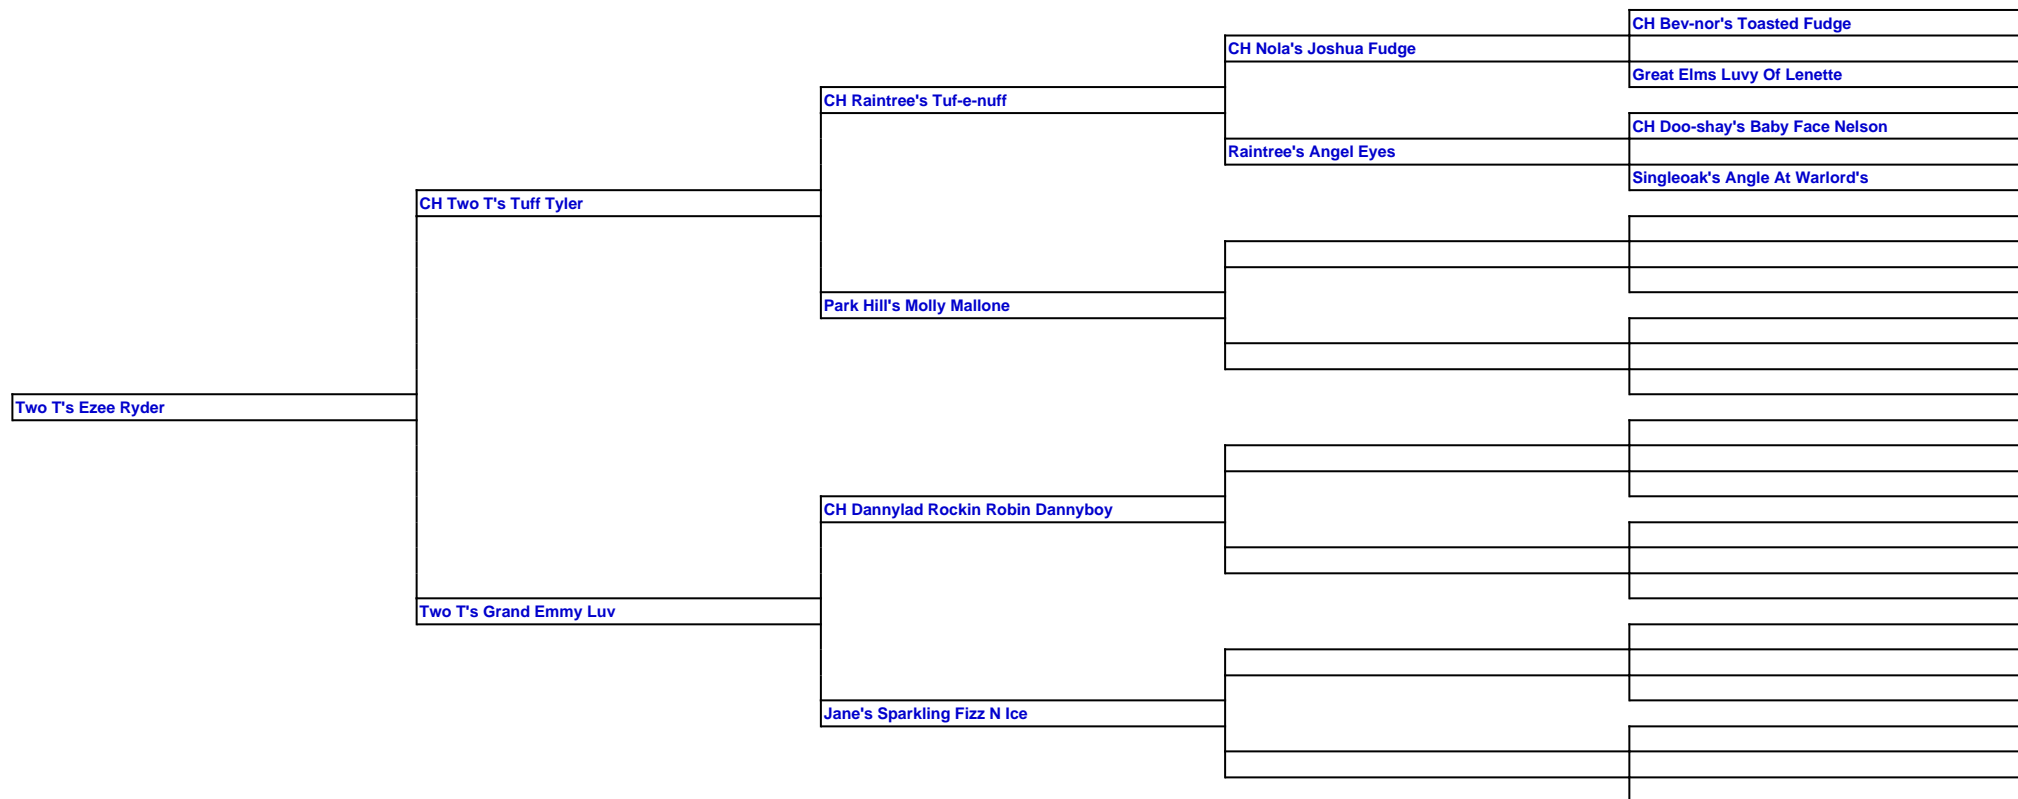 CH Bev-nor's Toasted Fudge
CH Nola's Joshua Fudge
Great Elms Luvy Of Lenette
CH Raintree's Tuf-e-nuff
CH Doo-shay's Baby Face Nelson
Raintree's Angel Eyes
Singleoak's Angle At Warlord's
CH Two T's Tuff Tyler
Park Hill's Molly Mallone
Two T's Ezee Ryder
CH Dannylad Rockin Robin Dannyboy
Two T's Grand Emmy Luv
Jane's Sparkling Fizz N Ice